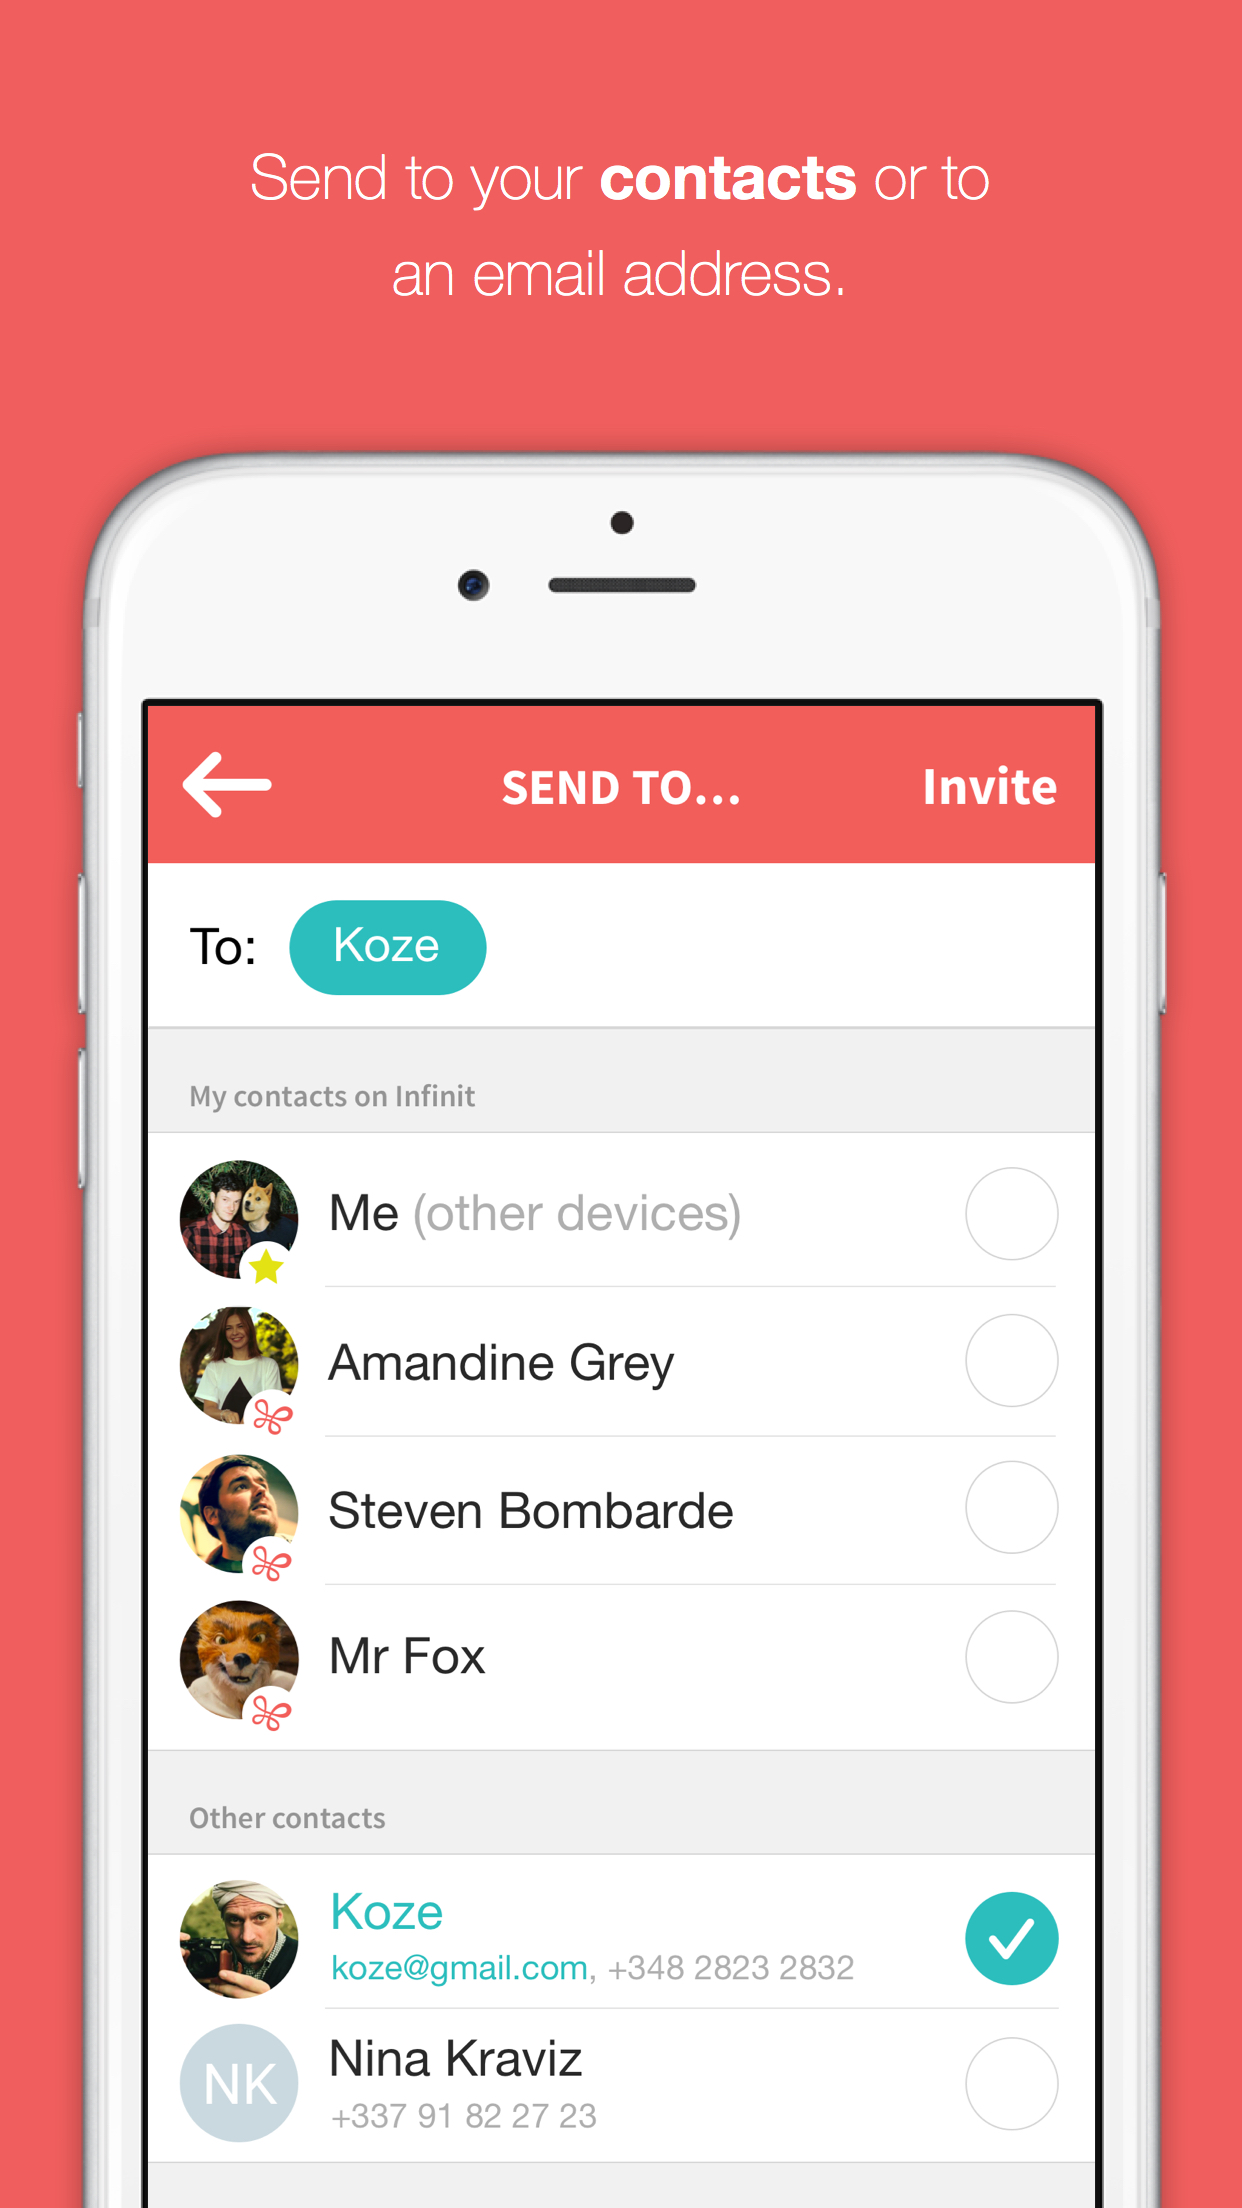 Send to your contacts or to
an email address.
SEND TO... Invite
To: Koze
My contacts on Infinit
Me (other devices)
Amandine Grey
Steven Bombarde
Mr Fox
Other contacts
Koze
koze@gmail.com, +348 2823 2832
NK
Nina Kraviz
+337 91 82 27 23